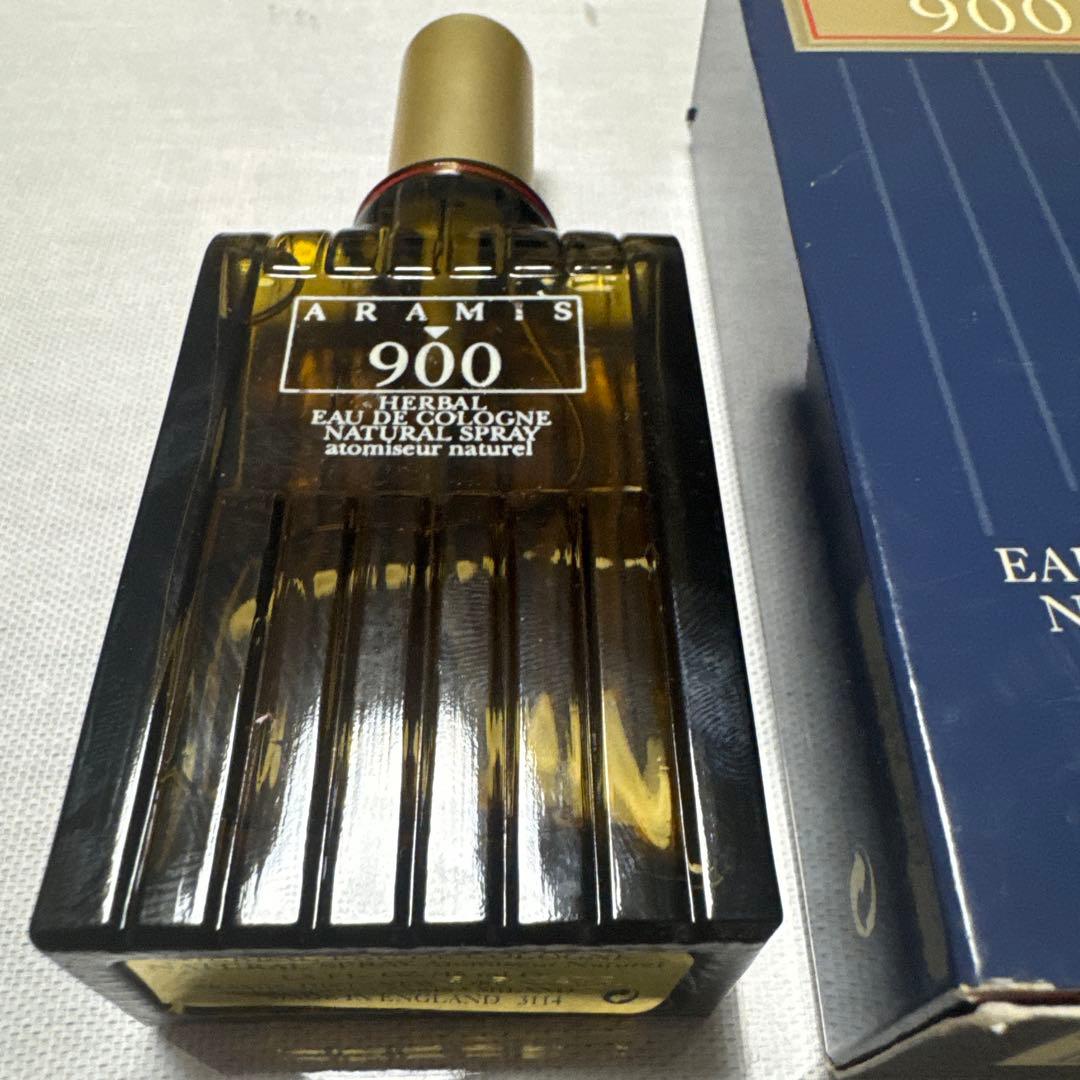 ARAMIS
900
HERBAL
EAU DE COLOGNE
NATURAL SPRAY
atomiseur naturel
IN ENGLAND 3114
900
EA
N